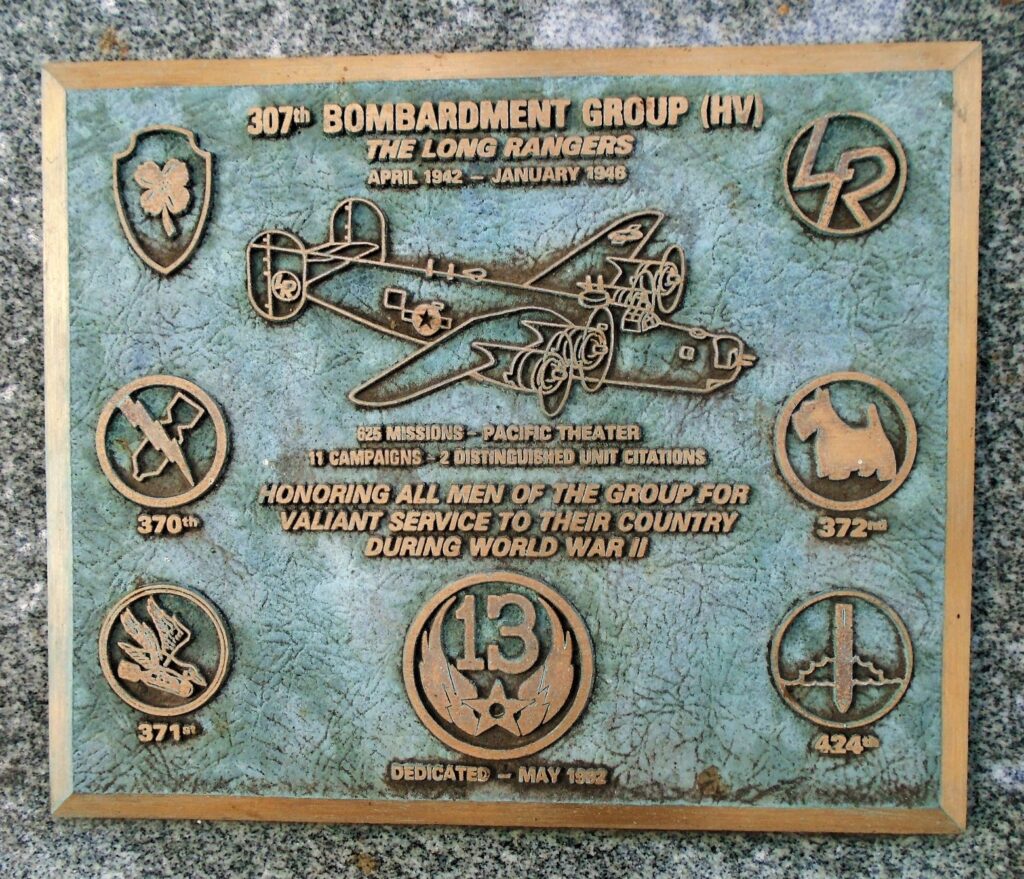 307th BOMBARDMENT GROUP (HV)
THE LONG RANGERS
APRIL 1942 – JANUARY 1946
LR
LR
625 MISSIONS – PACIFIC THEATER
11 CAMPAIGNS – 2 DISTINGUISHED UNIT CITATIONS
HONORING ALL MEN OF THE GROUP FOR
VALIANT SERVICE TO THEIR COUNTRY
DURING WORLD WAR II
370th
372nd
13
371st
424th
DEDICATED – MAY 1992